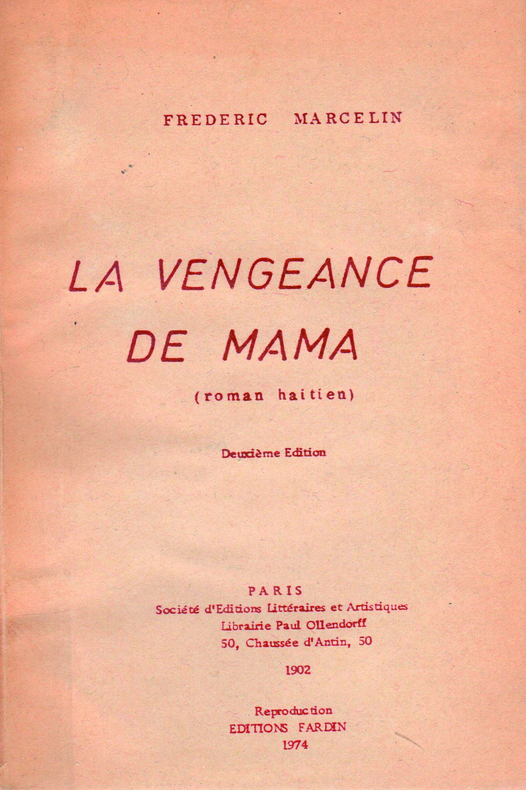 FREDERIC MARCELIN
LA VENGEANCE
DE MAMA
(roman haitien)
Deuxième Edition
PARIS
Société d'Editions Littéraires et Artistiques
Librairie Paul Ollendorff
50, Chaussée d'Antin, 50
1902
Reproduction
EDITIONS FARDIN
1974